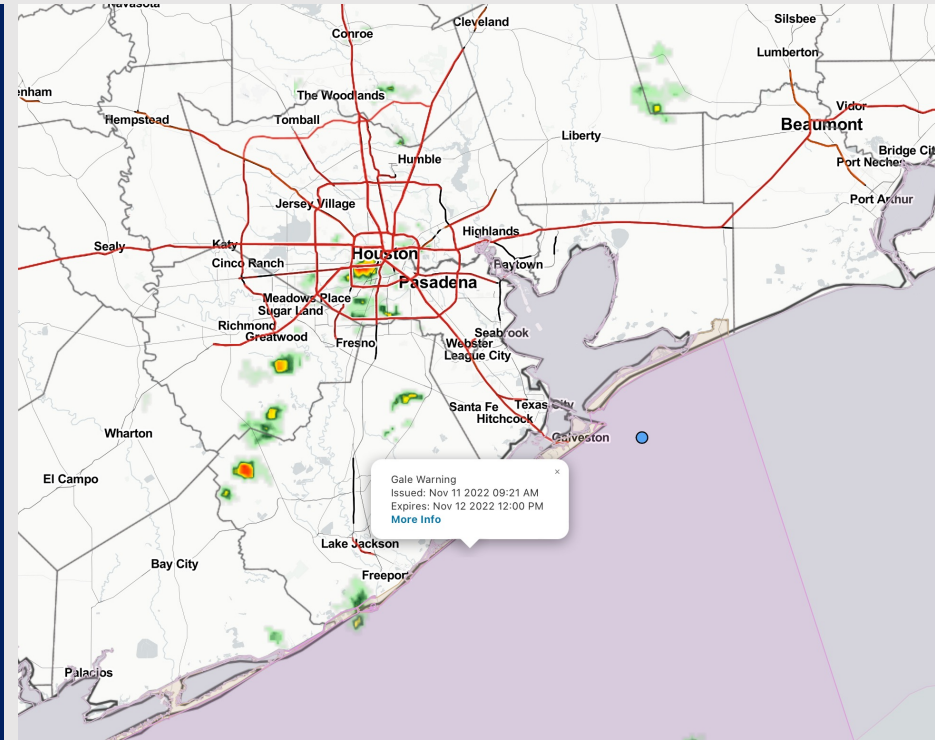 Navasota
Cleveland
Silsbee
Conroe
Lumberton
enham
The Woodlands
Vidor
Hempstead
Tomball
Beaumont
Liberty
Bridge Cit
Humble
Port Neches
Jersey Village
Port Arthur
Highlands
Sealy
Katy
Houston
Cinco Ranch
Baytown
Pasadena
Meadows Place
Sugar Land
Richmond
Greatwood
Seabrook
Fresno
Webster
League City
Santa Fe
Texas City
Hitchcock
Wharton
Galveston
El Campo
×
Gale Warning
Issued: Nov 11 2022 09:21 AM
Expires: Nov 12 2022 12:00 PM
More Info
Lake Jackson
Bay City
Freeport
Palacios